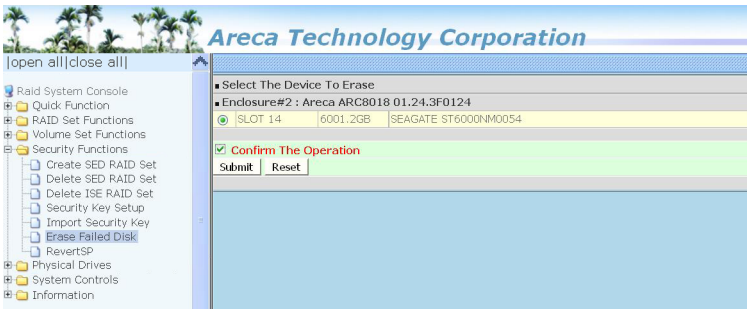 Areca Technology Corporation
|open all|close all|
Raid System Console
Quick Function
RAID Set Functions
Volume Set Functions
Security Functions
Create SED RAID Set
Delete SED RAID Set
Delete ISE RAID Set
Security Key Setup
Import Security Key
Erase Failed Disk
RevertSP
Physical Drives
System Controls
Information
Select The Device To Erase
Enclosure#2 : Areca ARC8018 01.24.3F0124
SLOT 14 6001.2GB SEAGATE ST6000NM0054
Confirm The Operation
Submit Reset